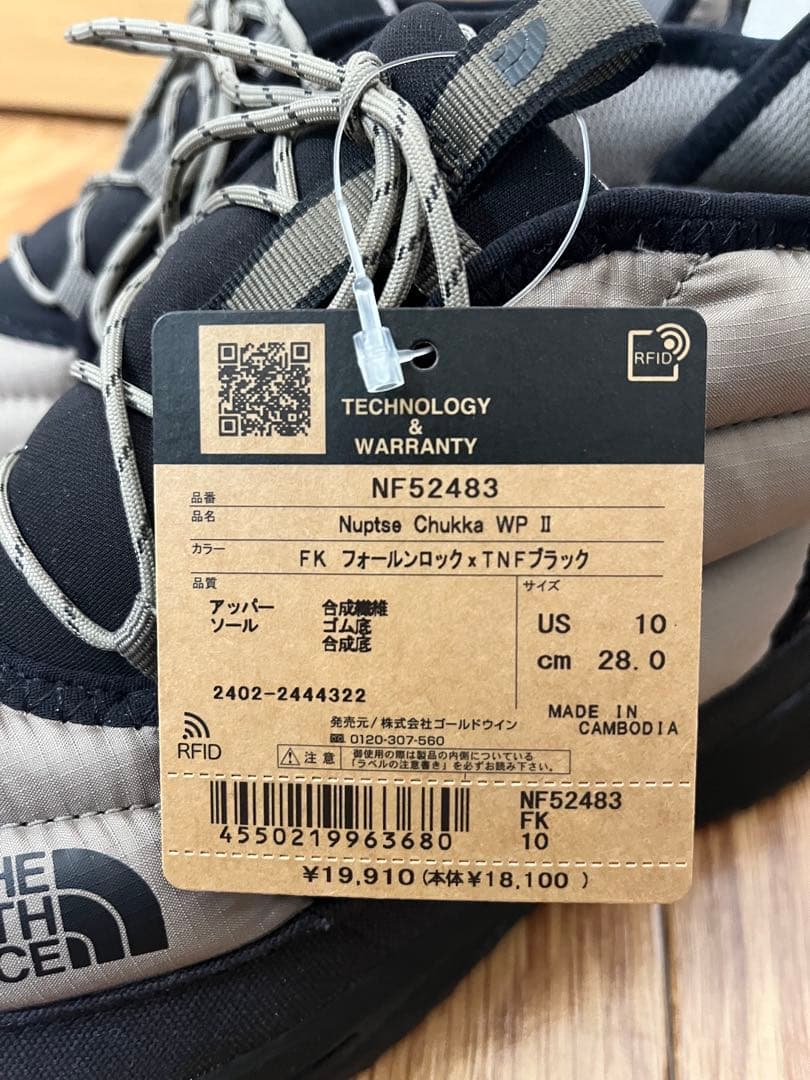 RFID
TECHNOLOGY
&
WARRANTY
品番 NF52483
品名 Nuptse Chukka WP Ⅱ
カラー FK フォールンロックxTNFブラック
品質
アッパー 合成繊維
ソール ゴム底
合成底
サイズ
US 10
cm 28.0
2402-2444322
MADE IN
CAMBODIA
RFID
発売元/株式会社ゴールドウイン
0120-307-560
注意 御使用の際は製品の内側についている
「ラベルの注意書き」を必ずお読み下さい。
4550219963680
NF52483
FK
10
¥19,910 (本体¥18,100 )
THE
NORTH
FACE